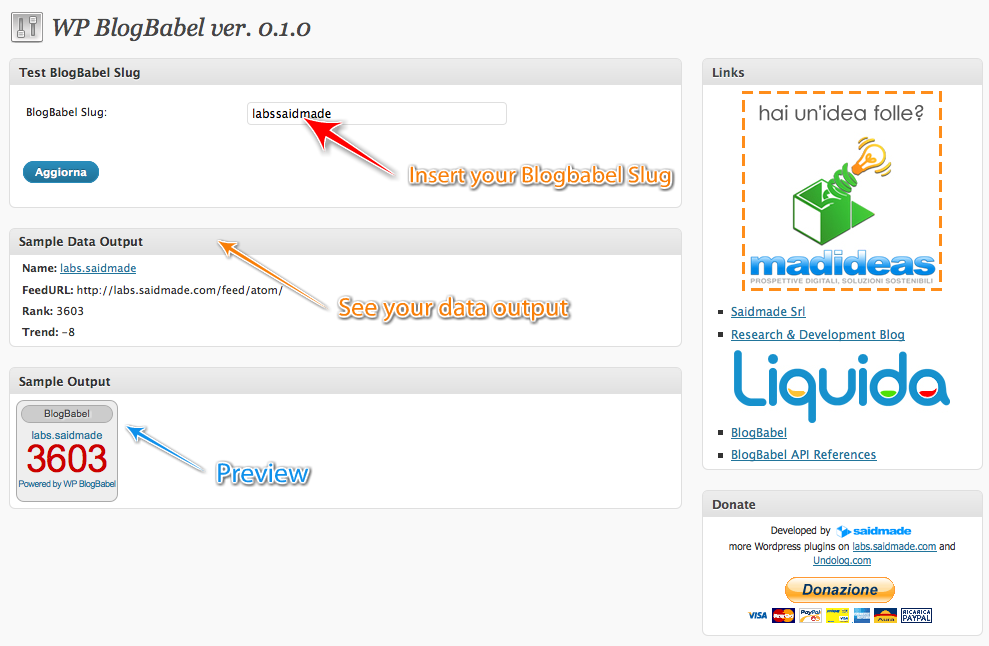 WP BlogBabel ver. 0.1.0
Test BlogBabel Slug
BlogBabel Slug:
labssaidmade
Insert your Blogbabel Slug
Aggiorna
Sample Data Output
Name: labs.saidmade
FeedURL: http://labs.saidmade.com/feed/atom/
Rank: 3603
Trend: -8
See your data output
Sample Output
BlogBabel
labs.saidmade
3603
Powered by WP BlogBabel
Preview
Links
hai un'idea folle?
madideas
PROSPETTIVE DIGITALI, SOLUZIONI SOSTENIBILI
Saidmade Srl
Research & Development Blog
Liquida
BlogBabel
BlogBabel API References
Donate
Developed by saidmade
more Wordpress plugins on labs.saidmade.com and
Undolog.com
Donazione
VISA
PayPal
RICARICA
PAYPAL